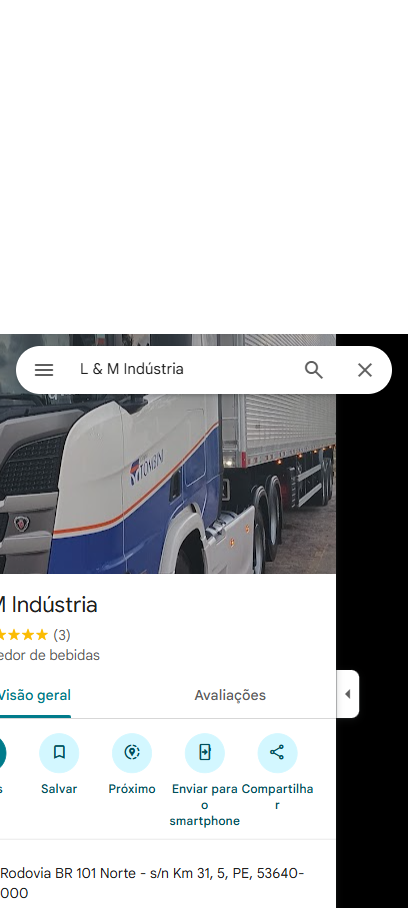 L & M Indústria
TOMBINI
M Indústria
(3)
edor de bebidas
Visão geral
Avaliações
s
Salvar
Próximo
Enviar para
o
smartphone
Compartilha
r
Rodovia BR 101 Norte - s/n Km 31, 5, PE, 53640-
000